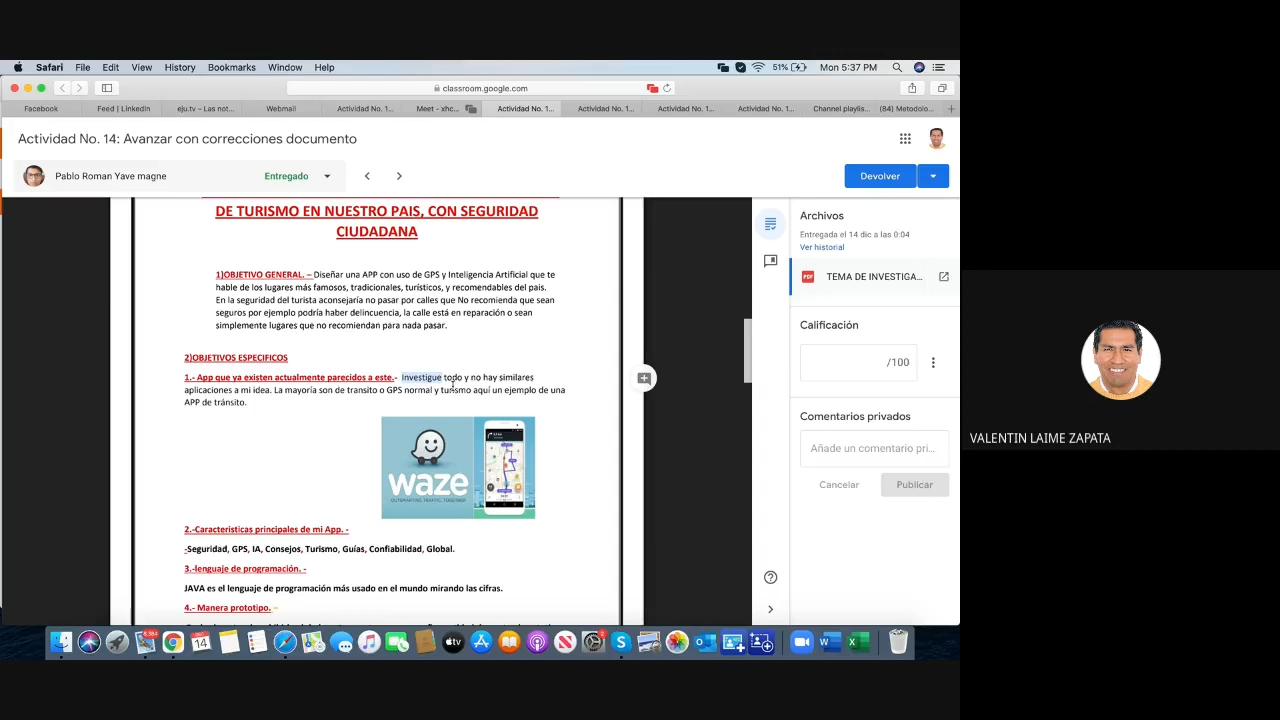 Safari File Edit View History Bookmarks Window Help 51% Mon 5:37 PM
classroom.google.com
Facebook Feed | LinkedIn eju.tv – Las not... Webmail Actividad No. 1... Meet – xhc... Actividad No. 1... Actividad No. 1... Actividad No. 1... Actividad No. 1... Channel playlis... (84) Metodolo...
Actividad No. 14: Avanzar con correcciones documento
Pablo Roman Yave magne Entregado Devolver
DE TURISMO EN NUESTRO PAIS, CON SEGURIDAD
CIUDADANA
1)OBJETIVO GENERAL. – Diseñar una APP con uso de GPS y Inteligencia Artificial que te
hable de los lugares más famosos, tradicionales, turísticos, y recomendables del pais.
En la seguridad del turista aconsejaría no pasar por calles que No recomienda que sean
seguros por ejemplo podría haber delincuencia, la calle está en reparación o sean
simplemente lugares que no recomiendan para nada pasar.
2)OBJETIVOS ESPECIFICOS
1.- App que ya existen actualmente parecidos a este.- Investigue todo y no hay similares
aplicaciones a mi idea. La mayoría son de transito o GPS normal y turismo aquí un ejemplo de una
APP de tránsito.
waze
OUTSMARTING TRAFFIC, TOGETHER
2.-Caracteristicas principales de mi App. -
-Seguridad, GPS, IA, Consejos, Turismo, Guías, Confiabilidad, Global.
3.-lenguaje de programación. -
JAVA es el lenguaje de programación más usado en el mundo mirando las cifras.
4.- Manera prototipo. –
Archivos
Entregada el 14 dic a las 0:04
Ver historial
PDF TEMA DE INVESTIGA...
Calificación
/100
Comentarios privados
Añade un comentario pri...
Cancelar Publicar
VALENTIN LAIME ZAPATA